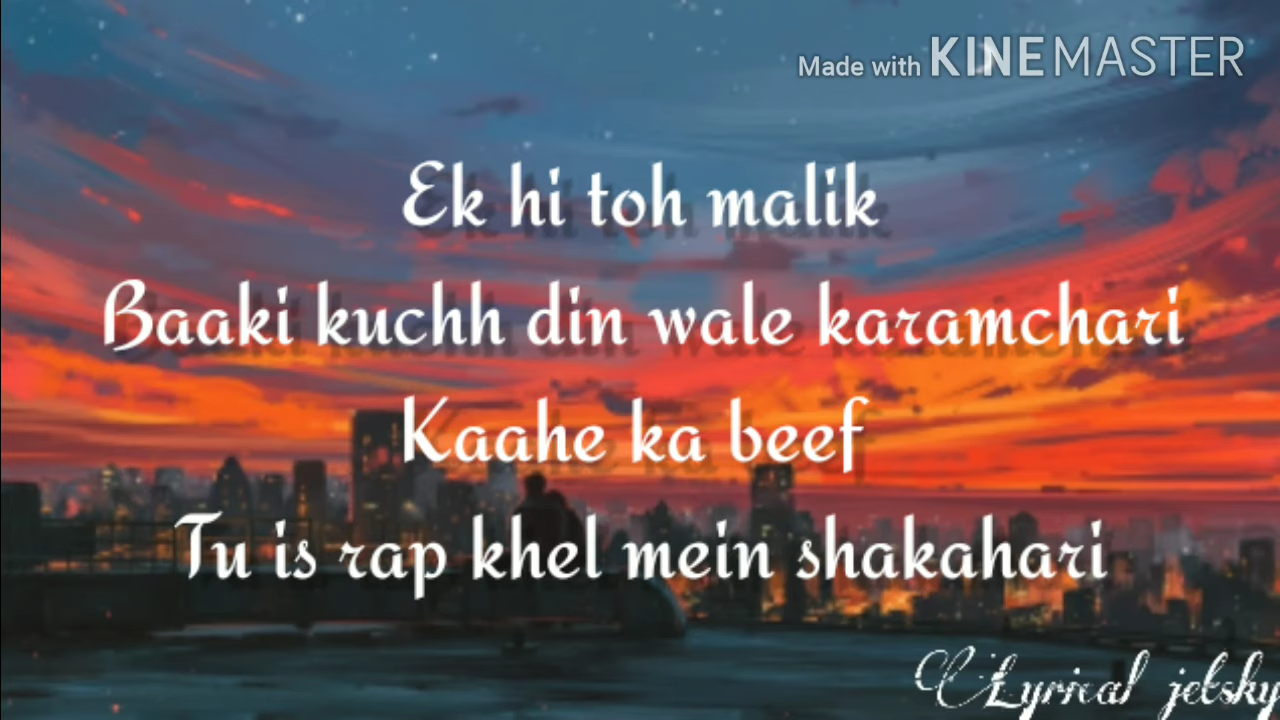 Made with KINEMASTER
Ek hi toh malik
Baaki kuchh din wale karamchari
Kaahe ka beef
Tu is rap khel mein shakahari
Lyrical jetsky